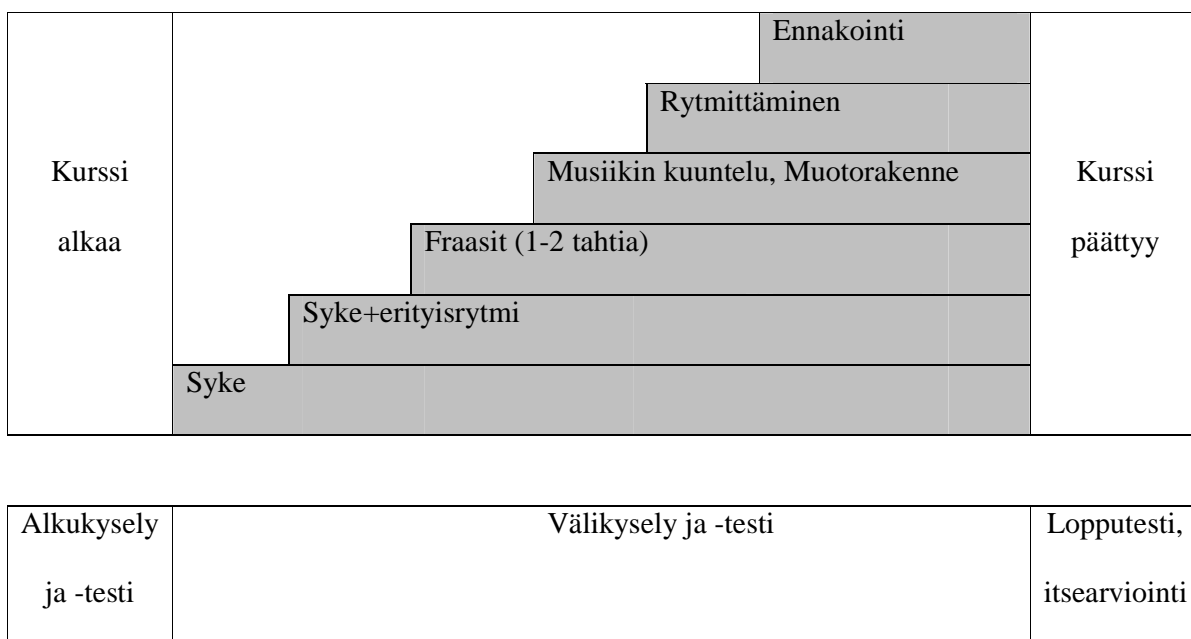 Ennakointi
Rytmittäminen
Kurssi
Musiikin kuuntelu, Muotorakenne
Kurssi
alkaa
Fraasit (1-2 tahtia)
päättyy
Syke+erityisrytmi
Syke
Alkukysely
Välikysely ja -testi
Lopputesti,
ja -testi
itsearviointi